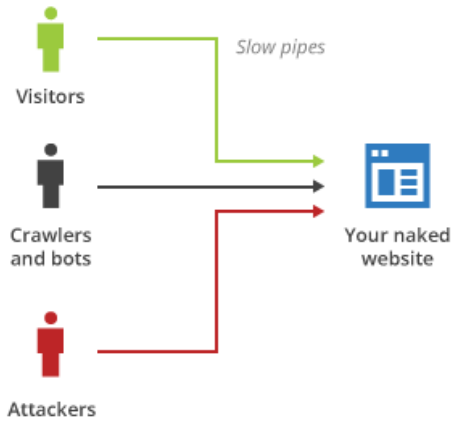 Slow pipes
Visitors
Crawlers
and bots
Your naked
website
Attackers